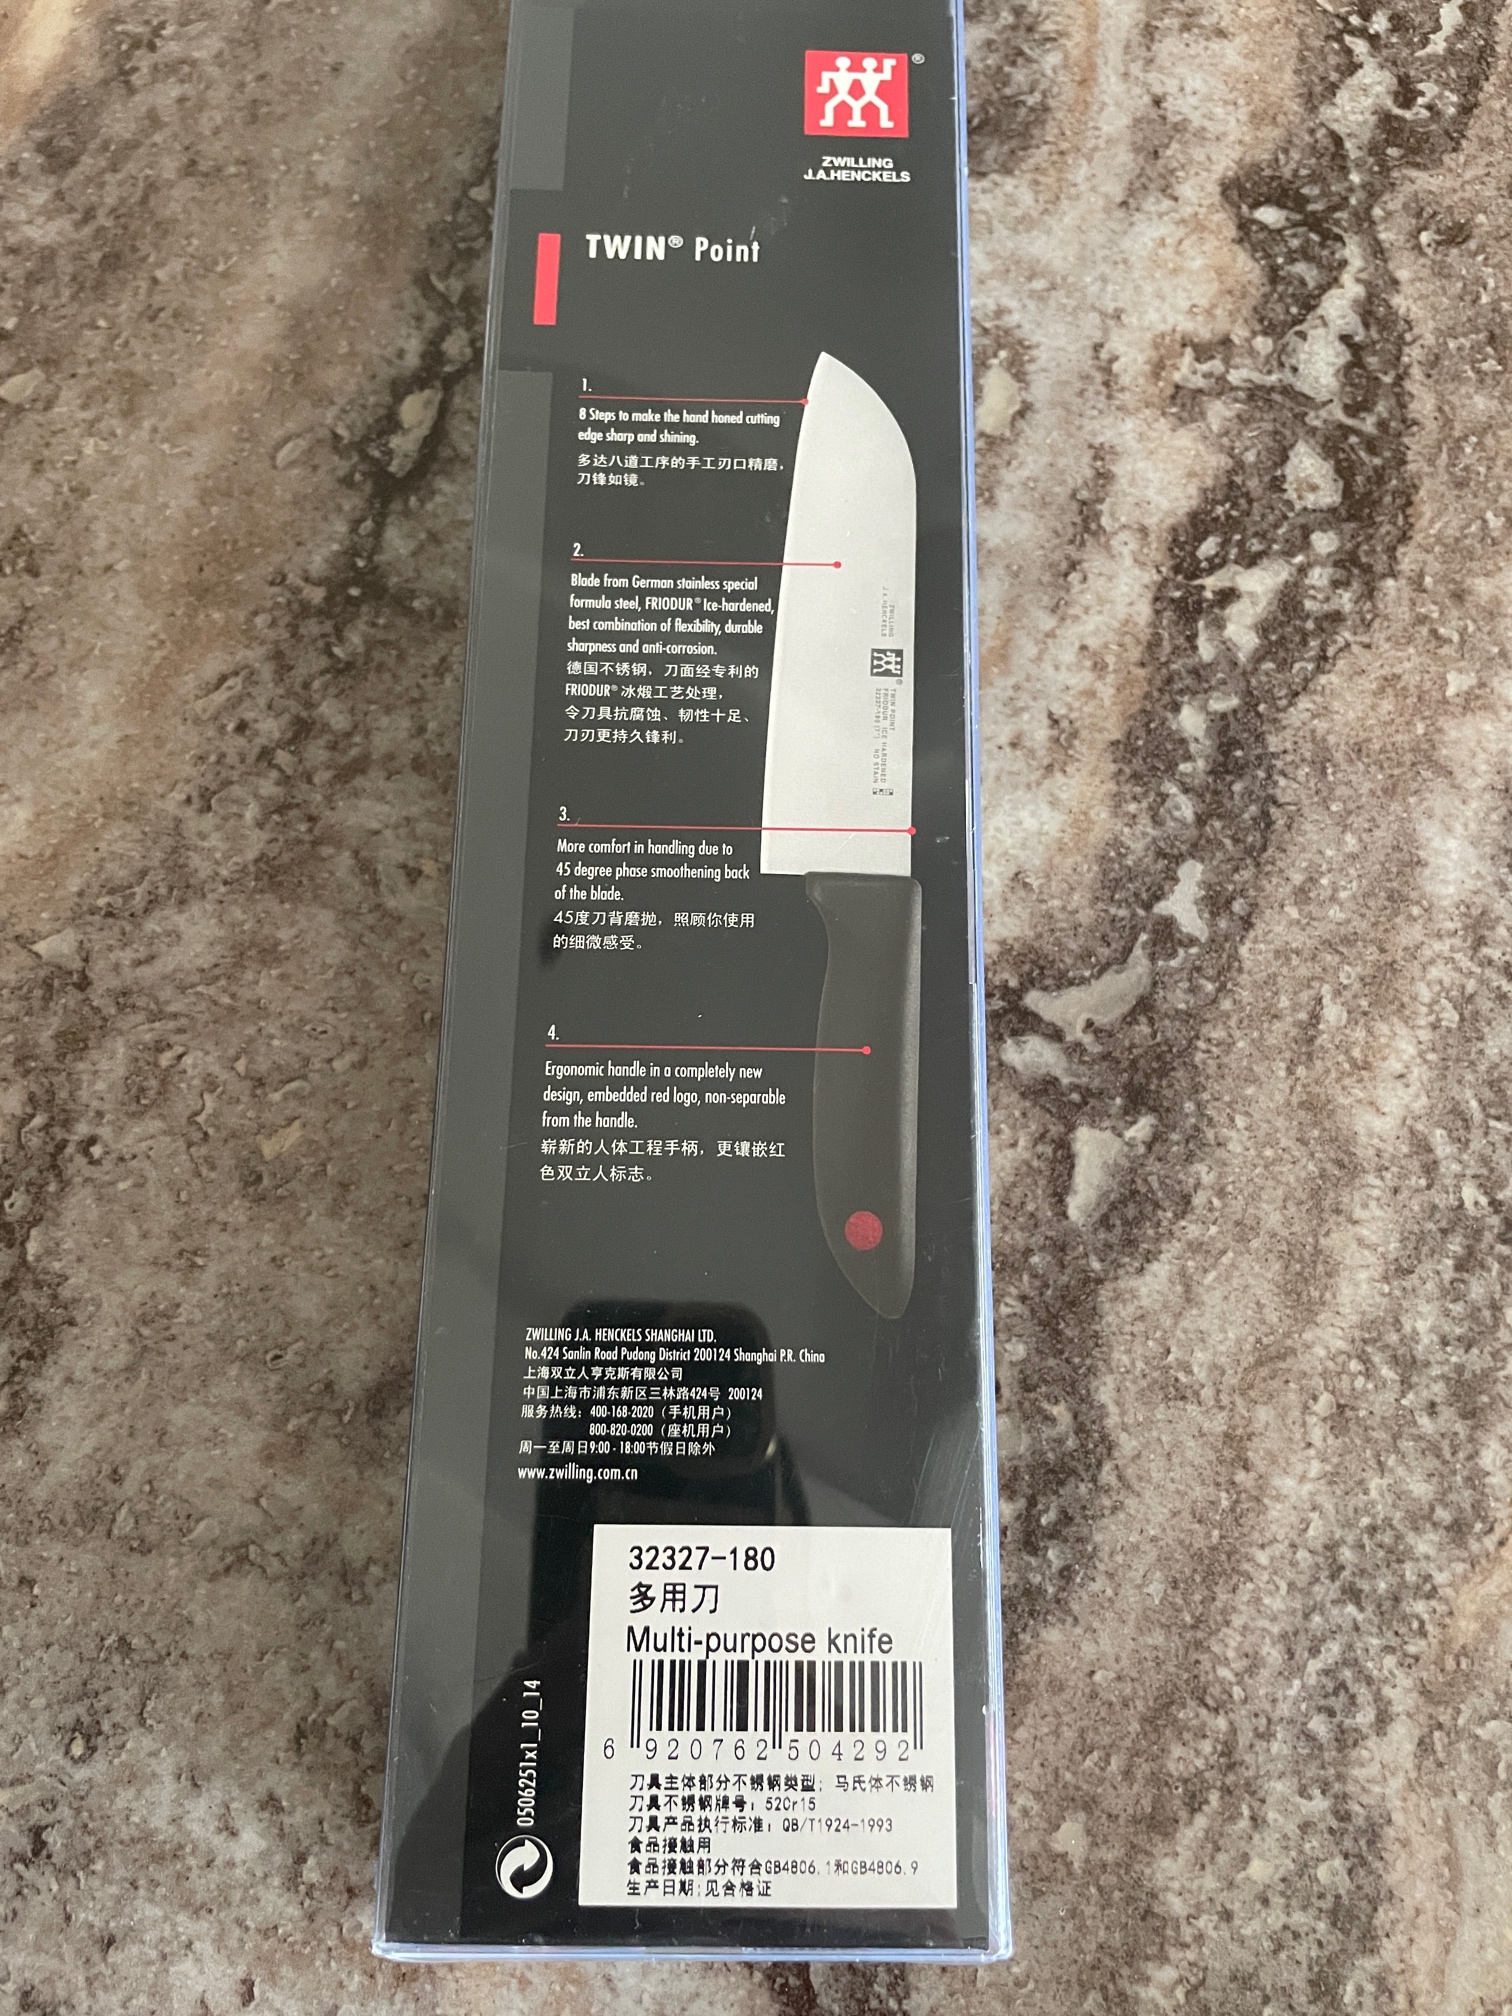 ZWILLING
J.A.HENCKELS
TWIN® Point
1.
8 Steps to make the hand honed cutting
edge sharp and shining.
多达八道工序的手工刃口精磨，
刀锋如镜。
2.
Blade from German stainless special
formula steel, FRIODUR® Ice-hardened,
best combination of flexibility, durable
sharpness and anti-corrosion.
德国不锈钢，刀面经专利的
FRIODUR® 冰煅工艺处理，
令刀具抗腐蚀、韧性十足、
刀刃更持久锋利。
ZWILLING
J.A.HENCKELS
TWIN POINT
FRIODUR ICE HARDENED
32327-180 (7") NO STAIN
3.
More comfort in handling due to
45 degree phase smoothening back
of the blade.
45度刀背磨抛，照顾你使用
的细微感受。
4.
Ergonomic handle in a completely new
design, embedded red logo, non-separable
from the handle.
崭新的人体工程手柄，更镶嵌红
色双立人标志。
ZWILLING J.A. HENCKELS SHANGHAI LTD.
No.424 Sanlin Road Pudong District 200124 Shanghai P.R. China
上海双立人亨克斯有限公司
中国上海市浦东新区三林路424号 200124
服务热线：400-168-2020（手机用户）
800-820-0200（座机用户）
周一至周日9:00 - 18:00节假日除外
www.zwilling.com.cn
32327-180
多用刀
Multi-purpose knife
6 920762 504292
刀具主体部分不锈钢类型：马氏体不锈钢
刀具不锈钢牌号：52Cr15
刀具产品执行标准：QB/T1924-1993
食品接触用
食品接触部分符合GB4806.1和GB4806.9
生产日期:见合格证
0506251x1_10_14